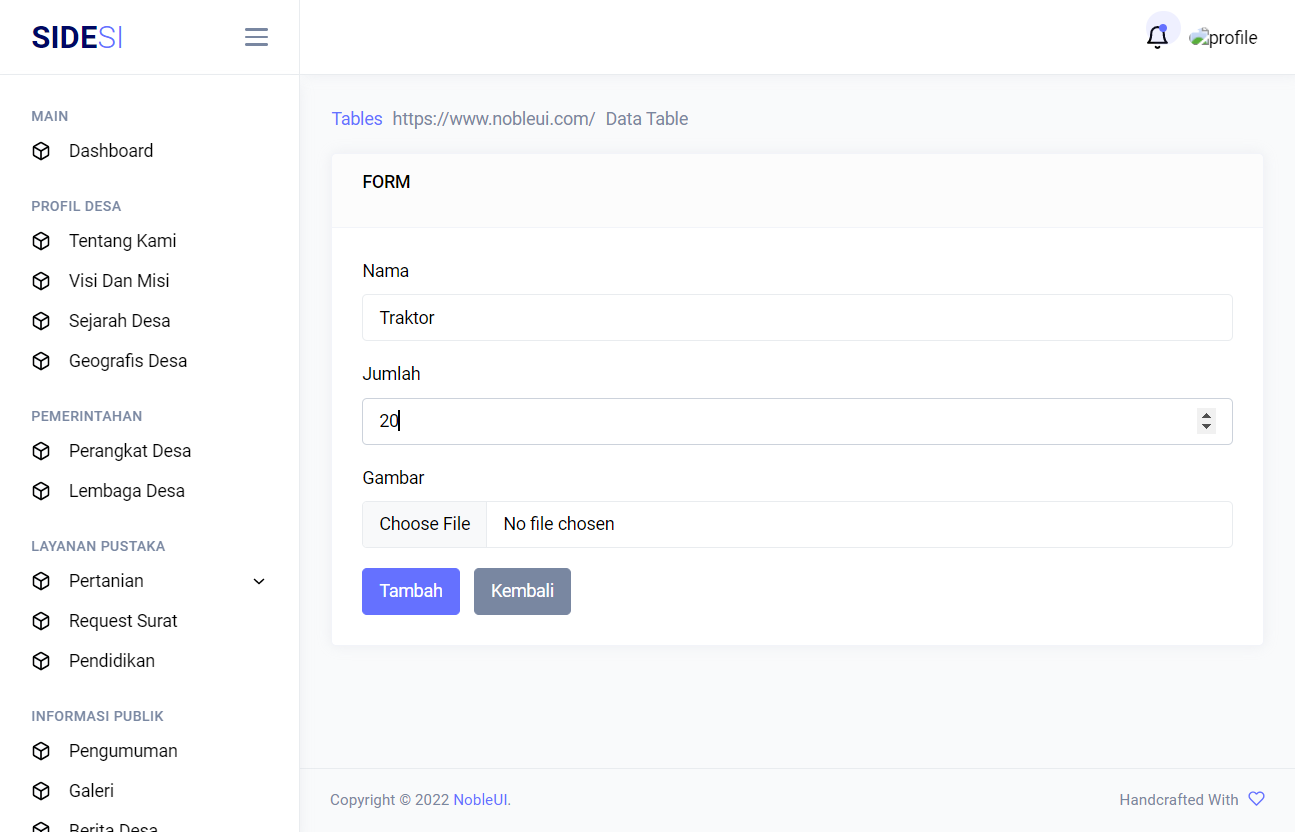 SIDESI
profile
MAIN
Dashboard
PROFIL DESA
Tentang Kami
Visi Dan Misi
Sejarah Desa
Geografis Desa
PEMERINTAHAN
Perangkat Desa
Lembaga Desa
LAYANAN PUSTAKA
Pertanian
Request Surat
Pendidikan
INFORMASI PUBLIK
Pengumuman
Galeri
Berita Desa
Tables https://www.nobleui.com/ Data Table
FORM
Nama
Traktor
Jumlah
20
Gambar
Choose File No file chosen
Tambah Kembali
Copyright © 2022 NobleUI.
Handcrafted With